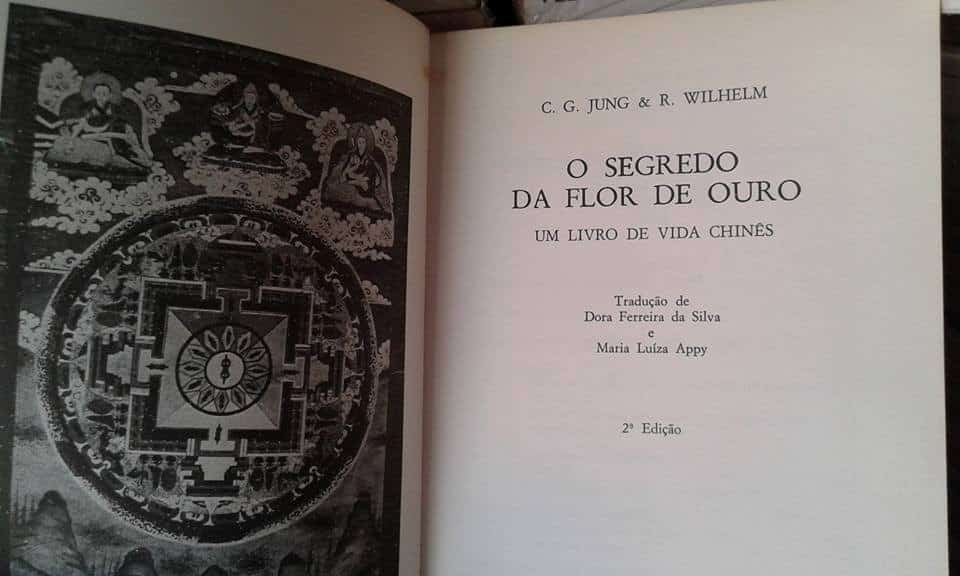 C. G. JUNG & R. WILHELM
O SEGREDO
DA FLOR DE OURO
UM LIVRO DE VIDA CHINÊS
Tradução de
Dora Ferreira da Silva
e
Maria Luíza Appy
2ª Edição